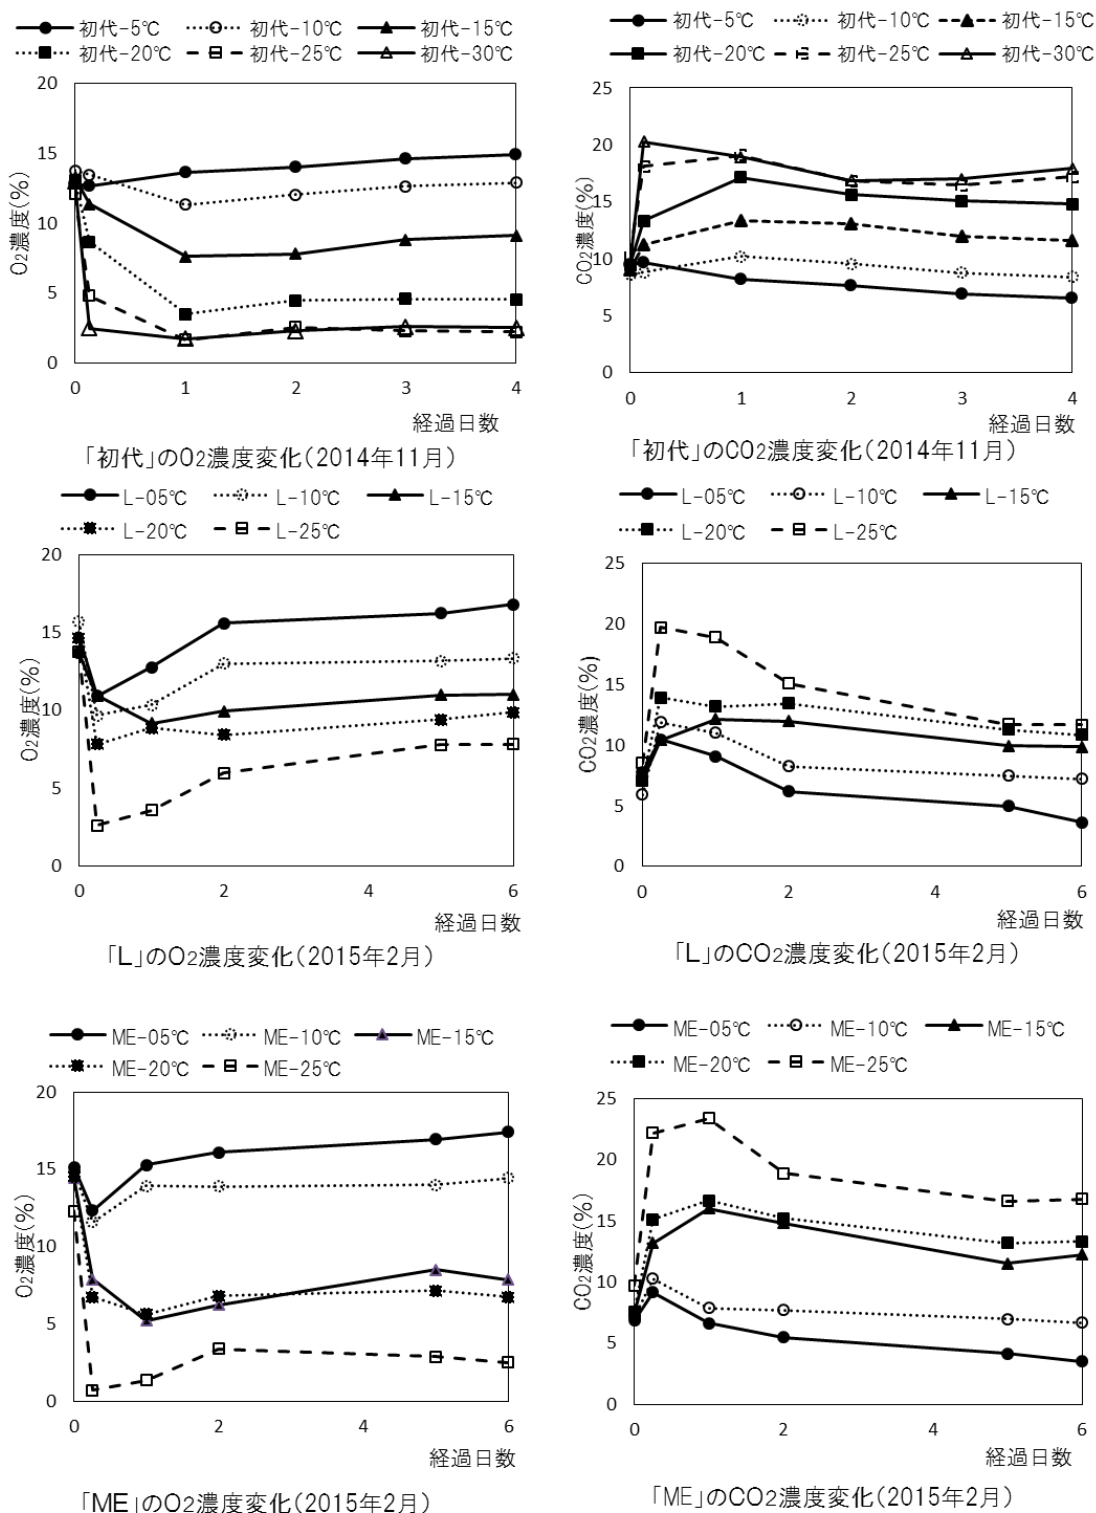 初代-5℃ 初代-10℃ 初代-15℃
初代-20℃ 初代-25℃ 初代-30℃
20
15
10
5
0
O2濃度(%)
0 1 2 3 4
経過日数
「初代」のO2濃度変化(2014年11月)
初代-5℃ 初代-10℃ 初代-15℃
初代-20℃ 初代-25℃ 初代-30℃
25
20
15
10
5
0
CO2濃度(%)
0 1 2 3 4
経過日数
「初代」のCO2濃度変化(2014年11月)
L-05℃ L-10℃ L-15℃
L-20℃ L-25℃
20
15
10
5
0
O2濃度(%)
0 2 4 6
経過日数
「L」のO2濃度変化(2015年2月)
L-05℃ L-10℃ L-15℃
L-20℃ L-25℃
25
20
15
10
5
0
CO2濃度(%)
0 2 4 6
経過日数
「L」のCO2濃度変化(2015年2月)
ME-05℃ ME-10℃ ME-15℃
ME-20℃ ME-25℃
20
15
10
5
0
O2濃度(%)
0 2 4 6
経過日数
「ME」のO2濃度変化(2015年2月)
ME-05℃ ME-10℃ ME-15℃
ME-20℃ ME-25℃
25
20
15
10
5
0
CO2濃度(%)
0 2 4 6
経過日数
「ME」のCO2濃度変化(2015年2月)